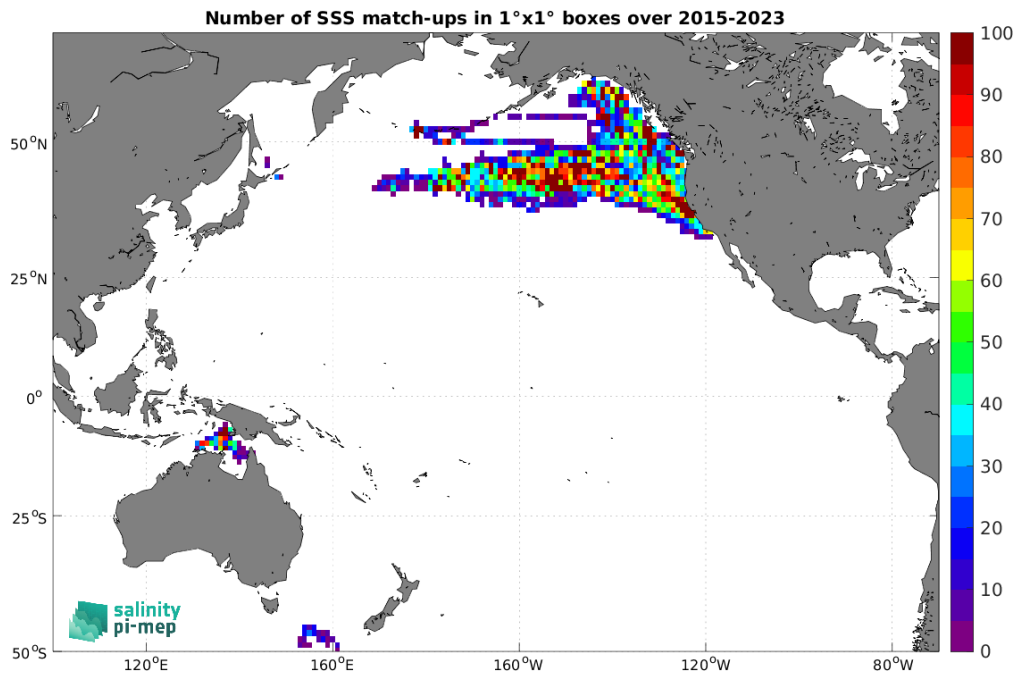 Number of SSS match-ups in 1°x1° boxes over 2015-2023
100
90
80
70
60
50
40
30
20
10
0
50°N
25°N
0°
25°S
50°S
120°E
160°E
160°W
120°W
80°W
salinity
pi-mep